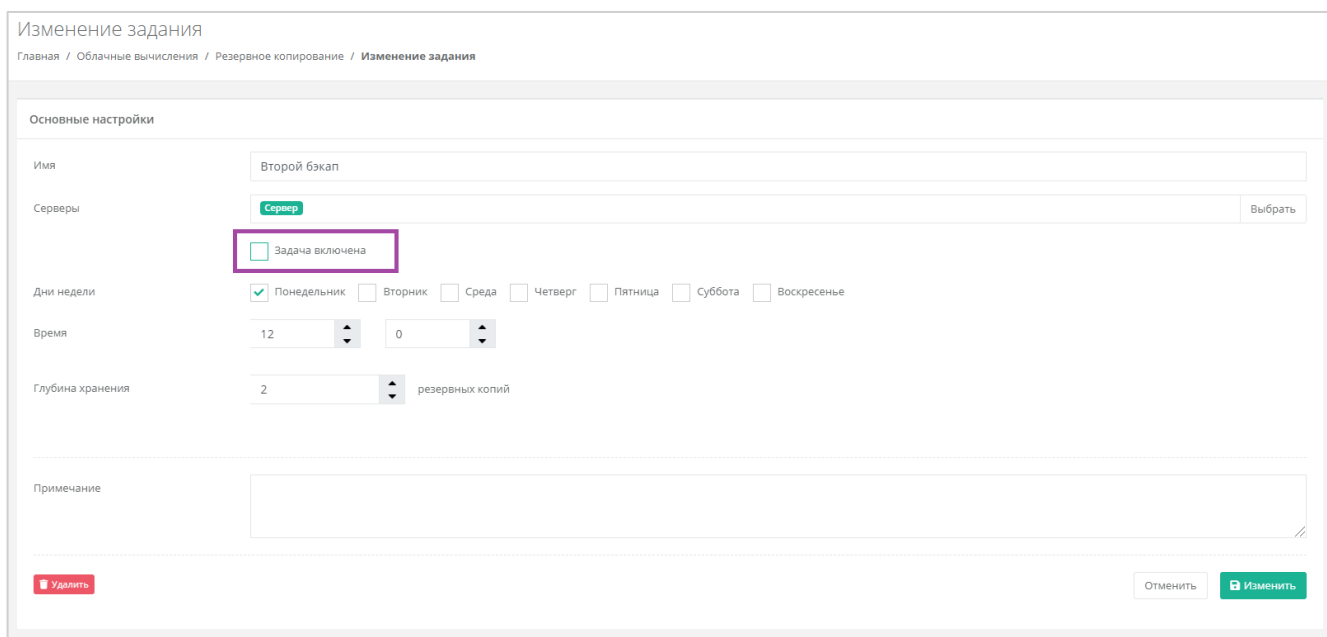 Изменение задания
Главная / Облачные вычисления / Резервное копирование / Изменение задания
Основные настройки
Имя Второй бэкап
Серверы Сервер Выбрать
Задача включена
Дни недели Понедельник Вторник Среда Четверг Пятница Суббота Воскресенье
Время 12 0
Глубина хранения 2 резервных копий
Примечание
Удалить Отменить Изменить